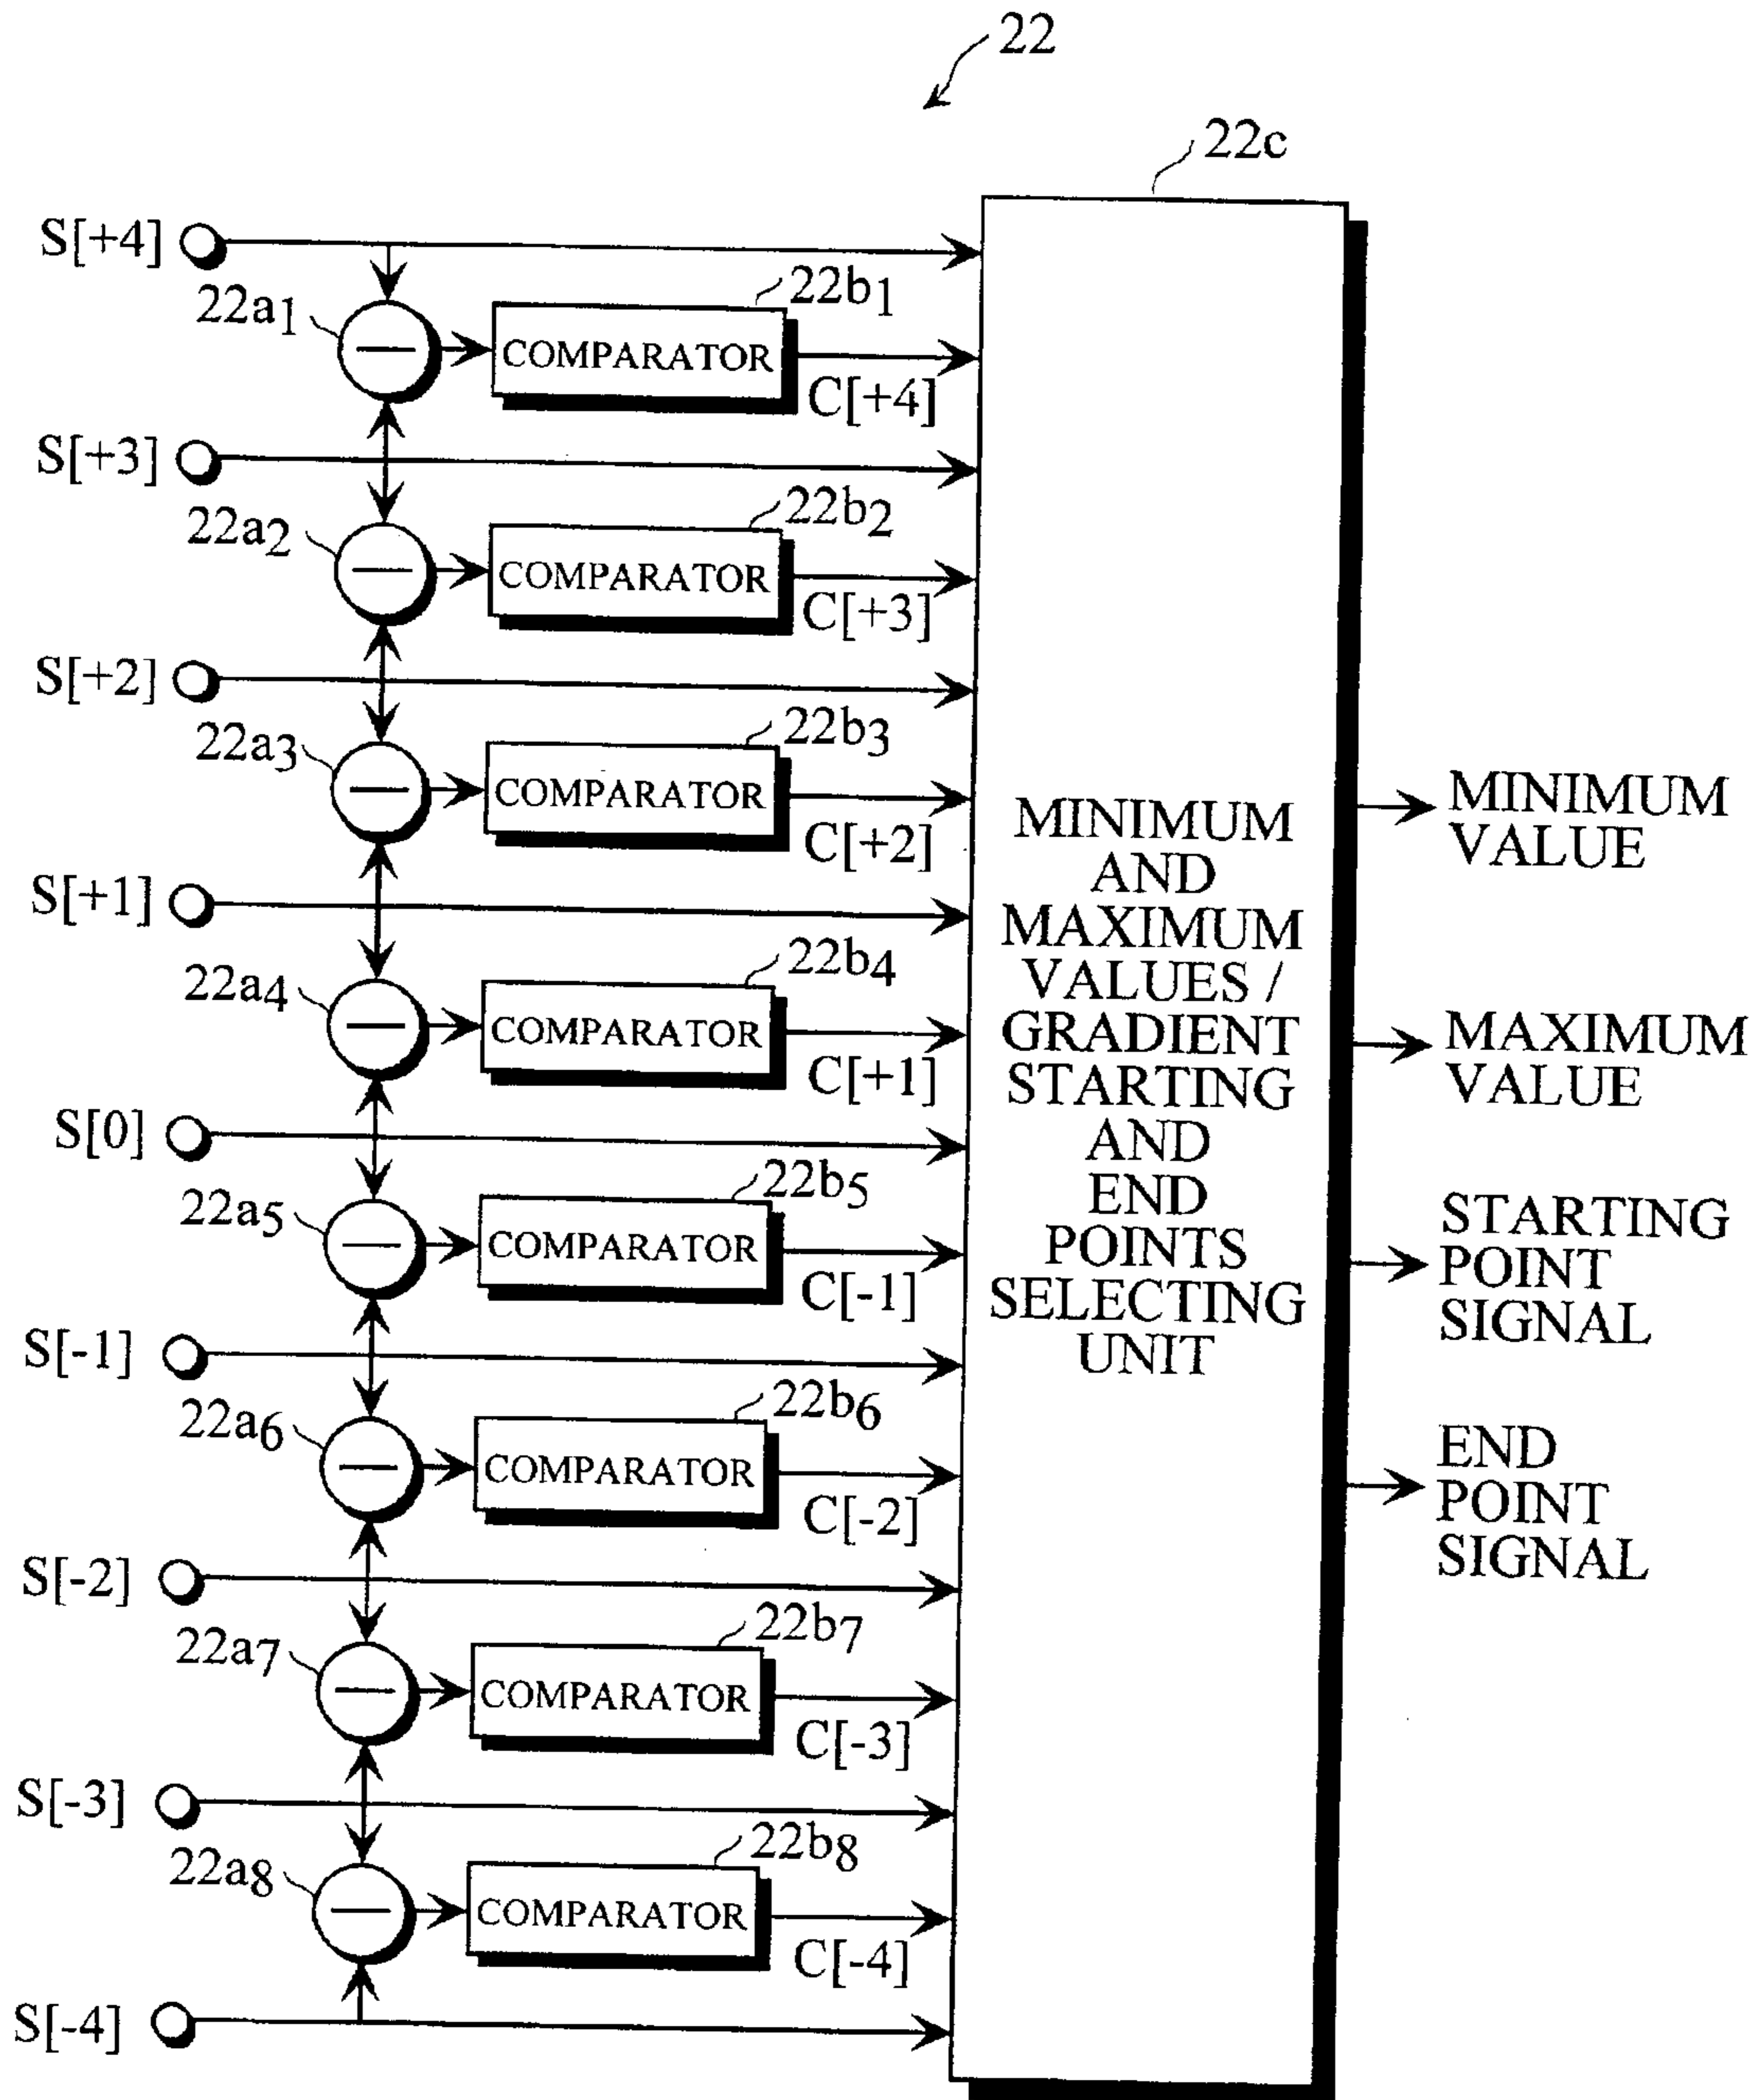 22
22c
S[+4]
22a1
22b1
COMPARATOR
C[+4]
S[+3]
22a2
22b2
COMPARATOR
C[+3]
S[+2]
22a3
22b3
COMPARATOR
C[+2]
S[+1]
22a4
22b4
COMPARATOR
C[+1]
S[0]
22a5
22b5
COMPARATOR
C[-1]
S[-1]
22a6
22b6
COMPARATOR
C[-2]
S[-2]
22a7
22b7
COMPARATOR
C[-3]
S[-3]
22a8
22b8
COMPARATOR
C[-4]
S[-4]
MINIMUM
AND
MAXIMUM
VALUES /
GRADIENT
STARTING
AND
END
POINTS
SELECTING
UNIT
MINIMUM
VALUE
MAXIMUM
VALUE
STARTING
POINT
SIGNAL
END
POINT
SIGNAL